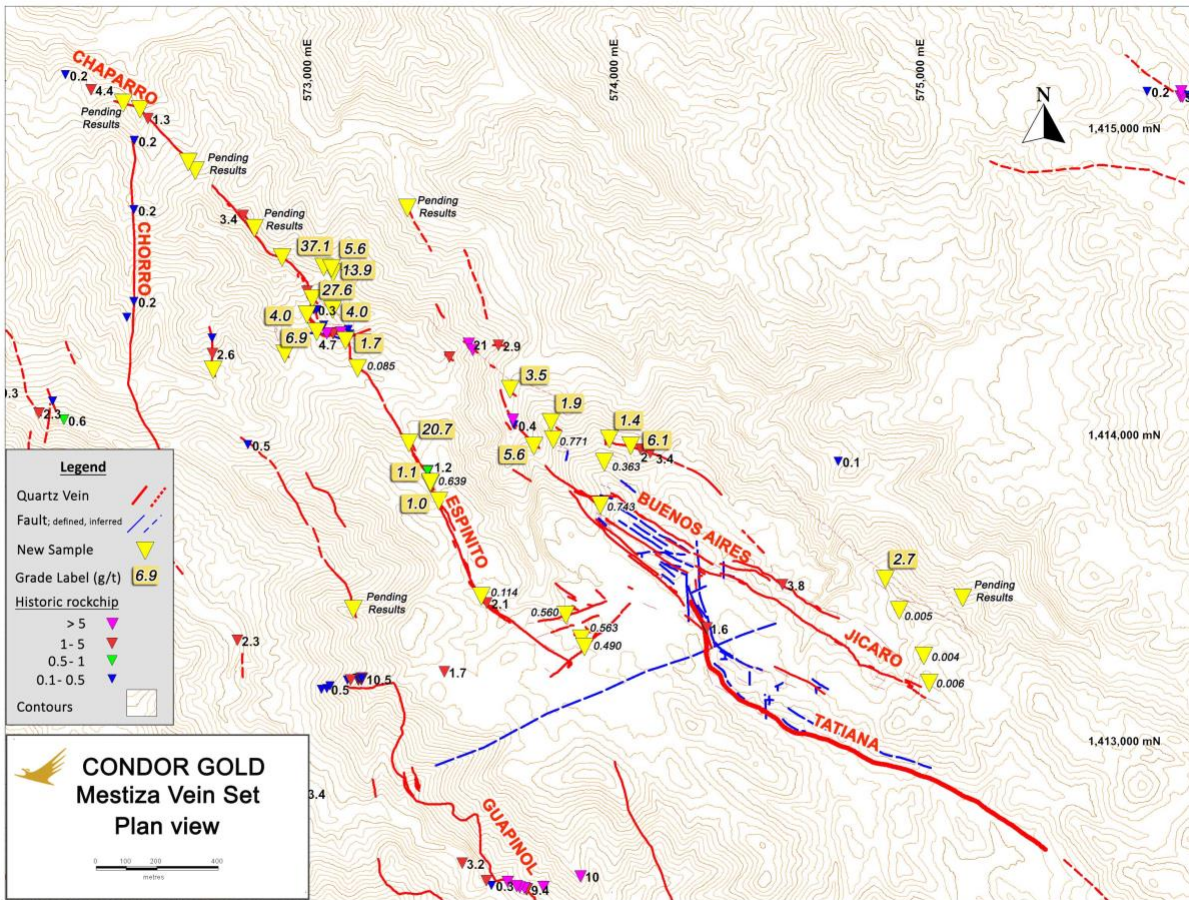 573,000 mE
574,000 mE
575,000 mE
CHAPARRO
0.2
4.4
Pending
Results
1.3
0.2
Pending
Results
N
0.2
1,415,000 mN
0.2
3.4
Pending
Results
Pending
Results
CHORRO
37.1
5.6
13.9
27.6
0.2
0.3
4.0
4.0
6.9
4.7
1.7
2.6
0.085
21
2.9
0.3
2.3
0.6
3.5
0.4
1.9
0.771
5.6
1.4
6.1
2
3.4
0.363
1,414,000 mN
0.5
20.7
1.1
1.2
0.639
1.0
ESPINITO
0.1
0.743
BUENOS AIRES
Legend
Quartz Vein
Fault; defined, inferred
New Sample
Grade Label (g/t)
6.9
Historic rockchip
> 5
1- 5
0.5- 1
0.1- 0.5
Contours
Pending
Results
0.114
2.1
0.560
0.563
0.490
3.8
2.7
Pending
Results
0.005
0.004
0.006
JICARO
1.6
2.3
1.7
0.5
10.5
TATIANA
1,413,000 mN
CONDOR GOLD
Mestiza Vein Set
Plan view
0 100 200 400
metres
3.4
GUAPINOL
3.2
0.3
9.4
10